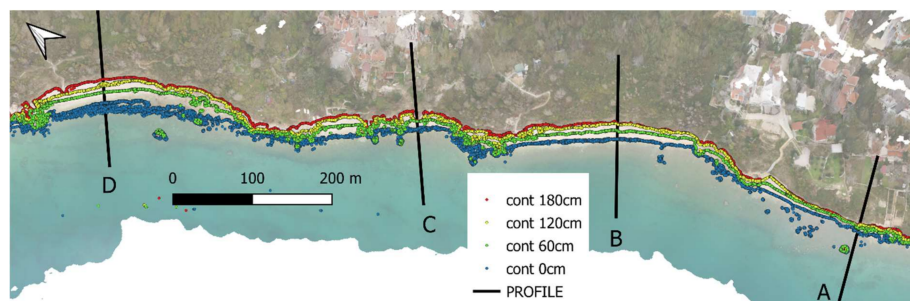 D
0 100 200 m
C
B
A
cont 180cm
cont 120cm
cont 60cm
cont 0cm
PROFILE